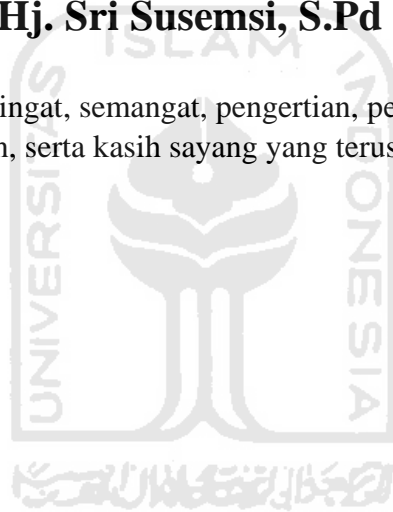 Hj. Sri Susemsi, S.Pd
ISLAM
ingat, semangat, pengertian, pe
, serta kasih sayang yang terus
UNIVERSITAS
INDONESIA